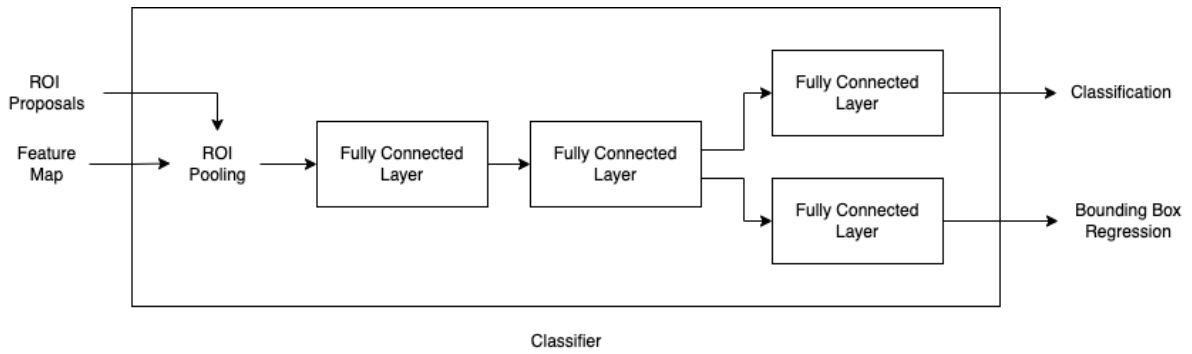 ROI
Proposals
Feature
Map
ROI
Pooling
Fully Connected
Layer
Fully Connected
Layer
Fully Connected
Layer
Classification
Fully Connected
Layer
Bounding Box
Regression
Classifier